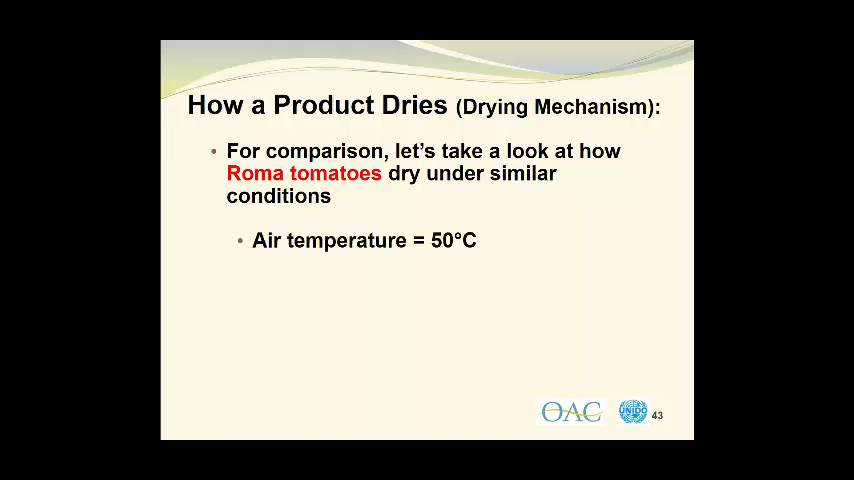 How a Product Dries (Drying Mechanism):
• For comparison, let's take a look at how
Roma tomatoes dry under similar
conditions
• Air temperature = 50°C
OAC
UNIDO
43